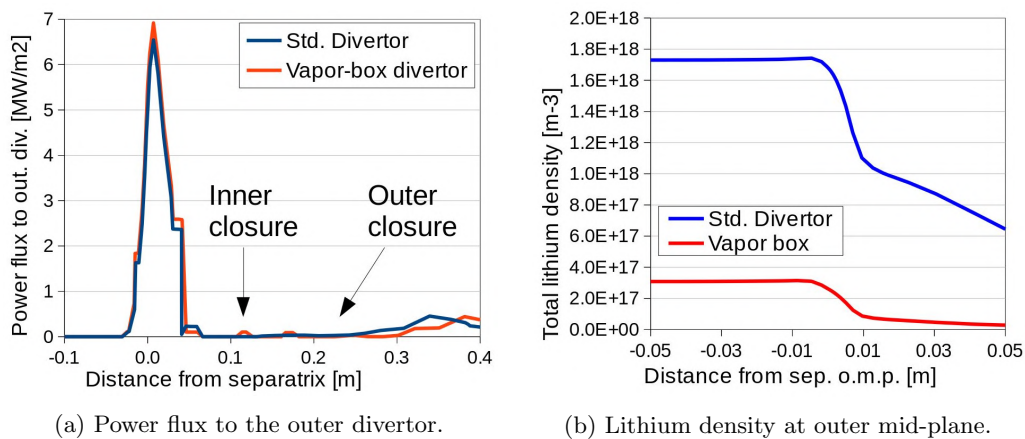 Power flux to out. div. [MW/m2]
7
6
5
4
3
2
1
0
Std. Divertor
Vapor-box divertor
Inner
closure
Outer
closure
-0.1
0.0
0.1
0.2
0.3
0.4
Distance from separatrix [m]
(a) Power flux to the outer divertor.
Total lithium density [m-3]
2.0E+18
1.8E+18
1.6E+18
1.4E+18
1.2E+18
1.0E+18
8.0E+17
6.0E+17
4.0E+17
2.0E+17
0.0E+00
Std. Divertor
Vapor box
-0.05
-0.03
-0.01
0.01
0.03
0.05
Distance from sep. o.m.p. [m]
(b) Lithium density at outer mid-plane.